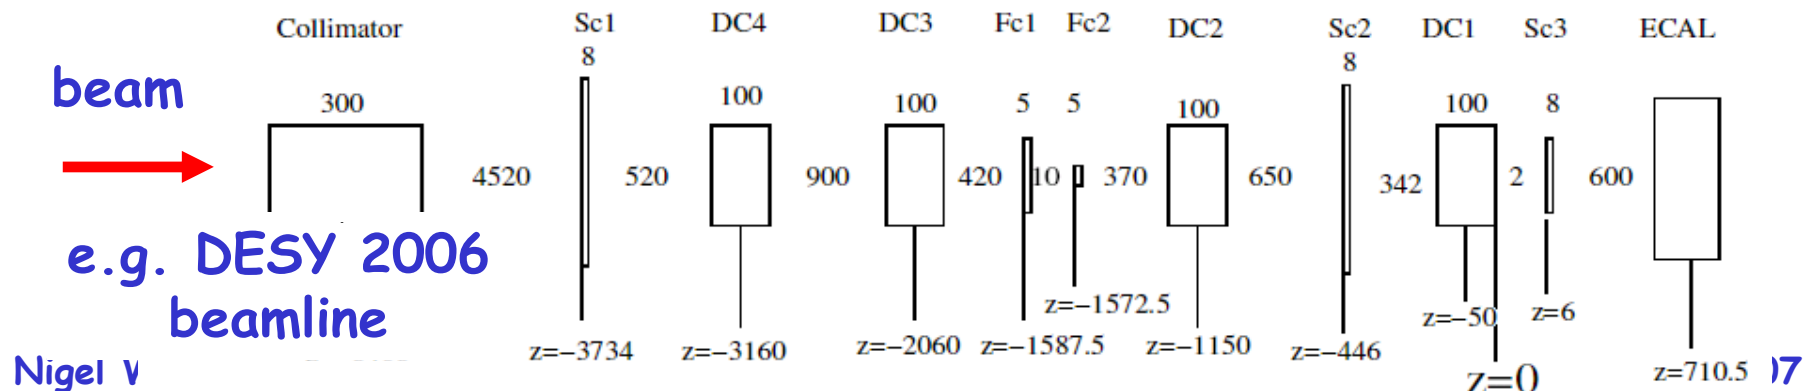 Collimator Sc1 DC4 DC3 Fc1 Fc2 DC2 Sc2 DC1 Sc3 ECAL
8 8
beam 300 100 100 5 5 100 100 8
4520 520 900 420 10 370 650 342 2 600
e.g. DESY 2006
beamline
z=-1572.5 z=-50 z=6
z=-3734 z=-3160 z=-2060 z=-1587.5 z=-1150 z=-446
Nigel z=0 z=710.5 07